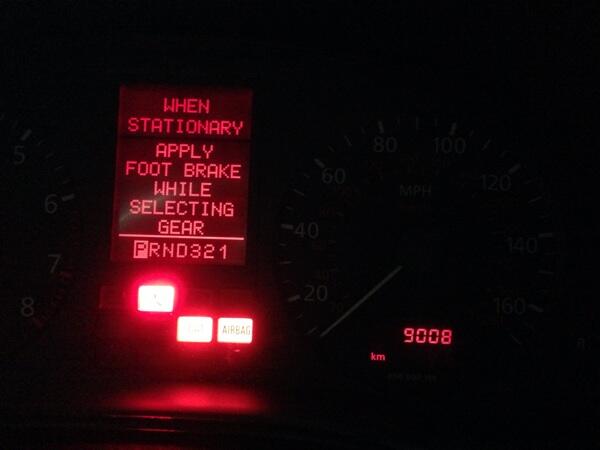 WHEN
STATIONARY
APPLY
FOOT BRAKE
WHILE
SELECTING
GEAR
PRND321
5
6
7
8
20
40
60
80
100
120
140
160
MPH
AIRBAG
9008
km